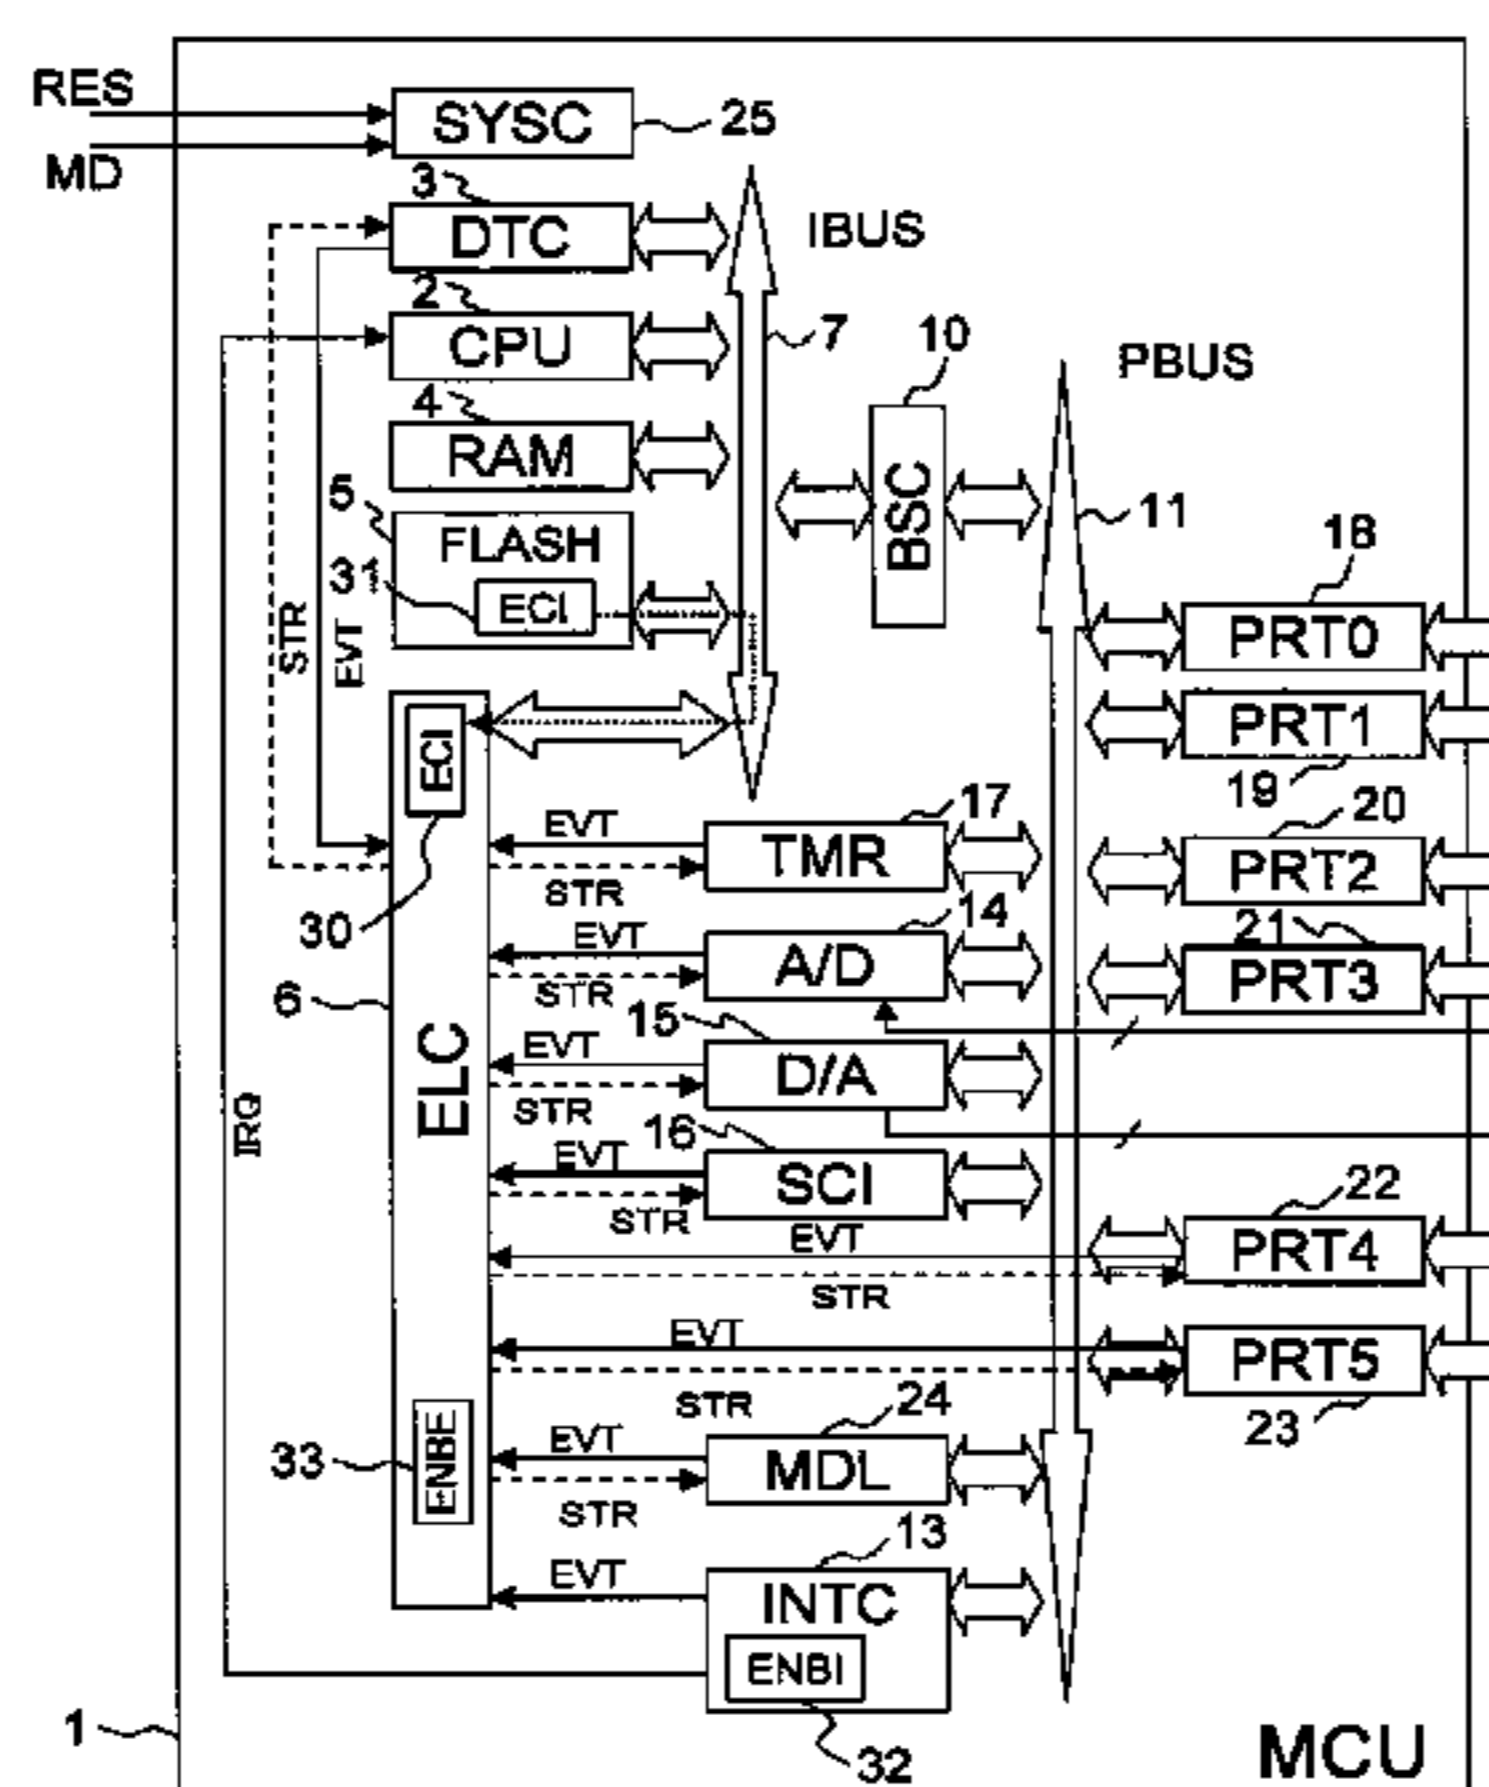 RES
MD
SYSC
25
3
DTC
IBUS
2
CPU
7
10
PBUS
4
RAM
BSC
11
5
FLASH
31
ECI
18
PRT0
STR
EVT
PRT1
19
ECI
30
EVT
TMR
17
STR
20
PRT2
EVT
A/D
14
STR
21
PRT3
6
ELC
15
EVT
D/A
STR
IRQ
16
EVT
SCI
STR
22
PRT4
EVT
STR
EVT
PRT5
STR
23
33
ENBE
24
EVT
MDL
STR
13
EVT
INTC
ENBI
32
1
MCU